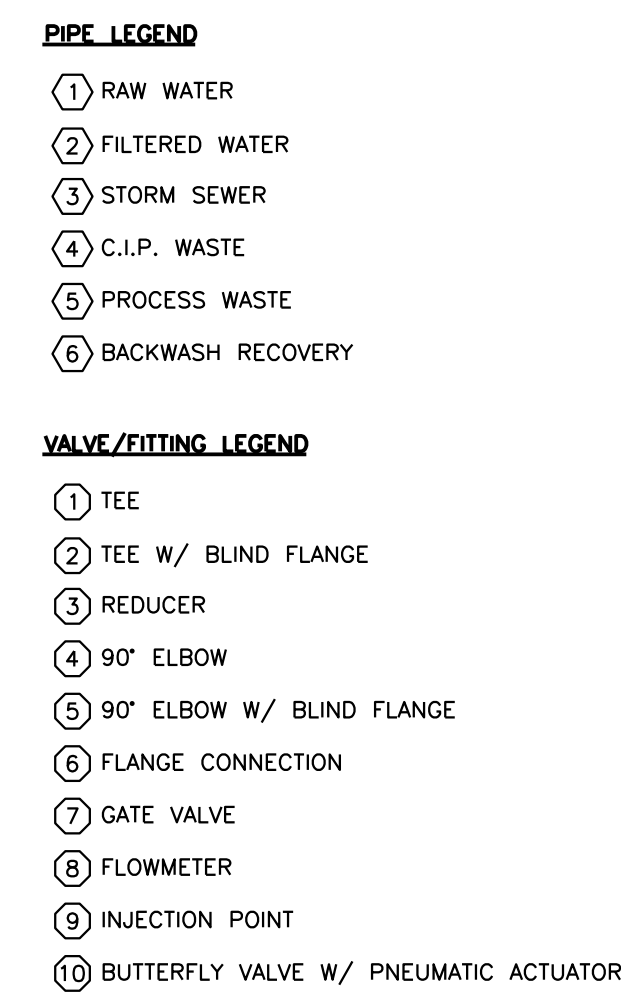 PIPE LEGEND
1 RAW WATER
2 FILTERED WATER
3 STORM SEWER
4 C.I.P. WASTE
5 PROCESS WASTE
6 BACKWASH RECOVERY
VALVE/FITTING LEGEND
1 TEE
2 TEE W/ BLIND FLANGE
3 REDUCER
4 90° ELBOW
5 90° ELBOW W/ BLIND FLANGE
6 FLANGE CONNECTION
7 GATE VALVE
8 FLOWMETER
9 INJECTION POINT
10 BUTTERFLY VALVE W/ PNEUMATIC ACTUATOR